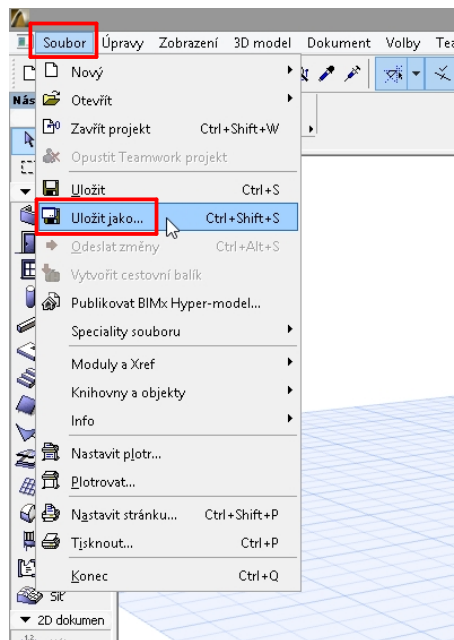 Soubor Úpravy Zobrazení 3D model Dokument Volby
Nový
Otevřít
Zavřít projekt Ctrl+Shift+W
Opustit Teamwork projekt
Uložit Ctrl+S
Uložit jako... Ctrl+Shift+S
Odeslat změny Ctrl+Alt+S
Vytvořit cestovní balík
Publikovat BIMx Hyper-model...
Speciality souboru
Moduly a Xref
Knihovny a objekty
Info
Nastavit plotr...
Plotrovat...
Nastavit stránku... Ctrl+Shift+P
Tisknout... Ctrl+P
Konec Ctrl+Q
Síť
2D dokumen